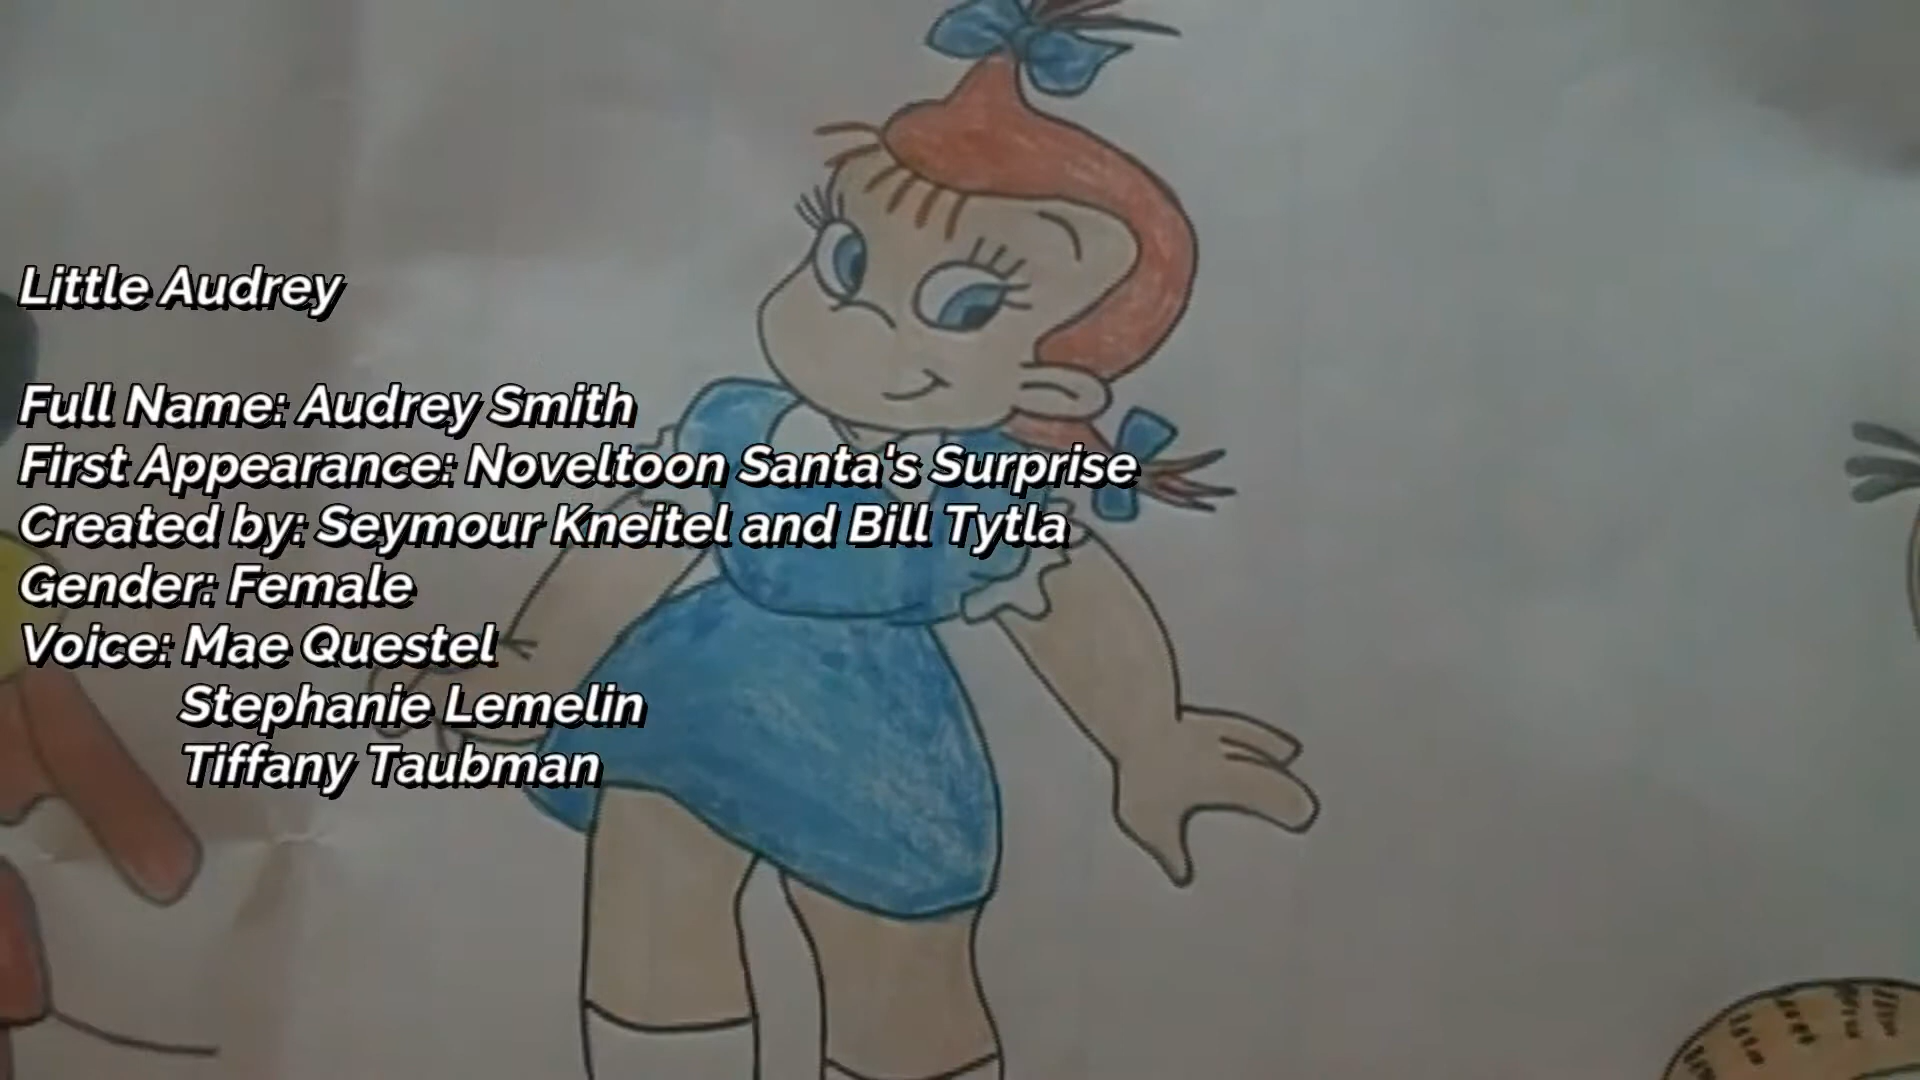 Little Audrey
Full Name: Audrey Smith
First Appearance: Noveltoon Santa's Surprise
Created by: Seymour Kneitel and Bill Tytla
Gender: Female
Voice: Mae Questel
Stephanie Lemelin
Tiffany Taubman